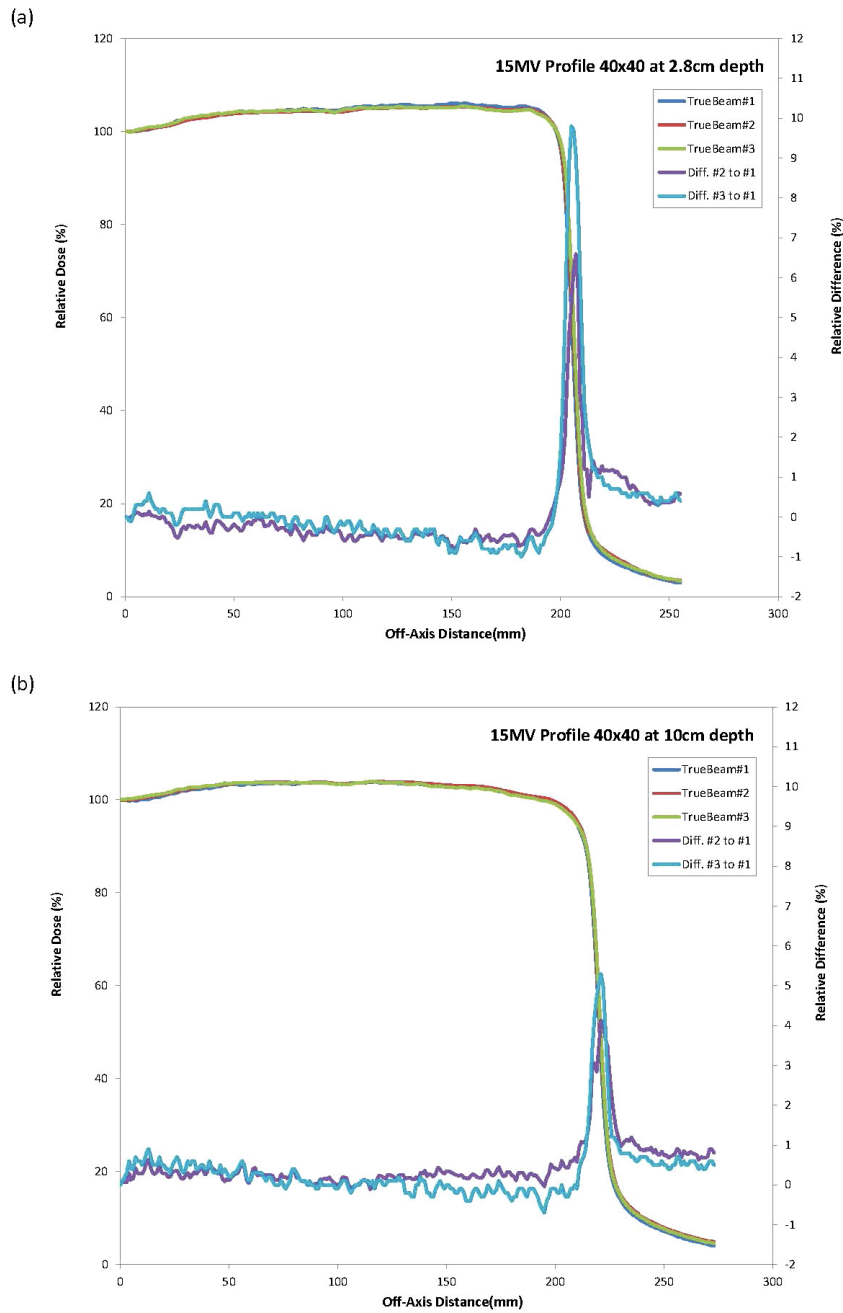 (a)
15MV Profile 40x40 at 2.8cm depth
TrueBeam#1
TrueBeam#2
TrueBeam#3
Diff. #2 to #1
Diff. #3 to #1
Relative Dose (%)
120
100
80
60
40
20
0
Relative Difference (%)
12
11
10
9
8
7
6
5
4
3
2
1
0
-1
-2
0 50 100 150 200 250 300
Off-Axis Distance(mm)
(b)
15MV Profile 40x40 at 10cm depth
TrueBeam#1
TrueBeam#2
TrueBeam#3
Diff. #2 to #1
Diff. #3 to #1
Relative Dose (%)
120
100
80
60
40
20
0
Relative Difference (%)
12
11
10
9
8
7
6
5
4
3
2
1
0
-1
-2
0 50 100 150 200 250 300
Off-Axis Distance(mm)